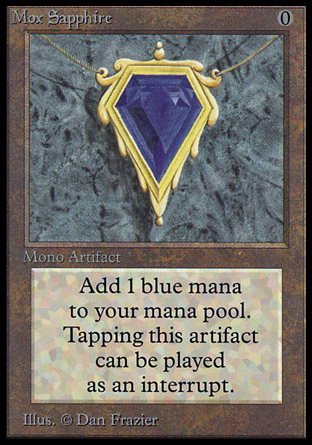 Mox Sapphire 0
Mono Artifact
Add 1 blue mana
to your mana pool.
Tapping this artifact
can be played
as an interrupt.
Illus. © Dan Frazier